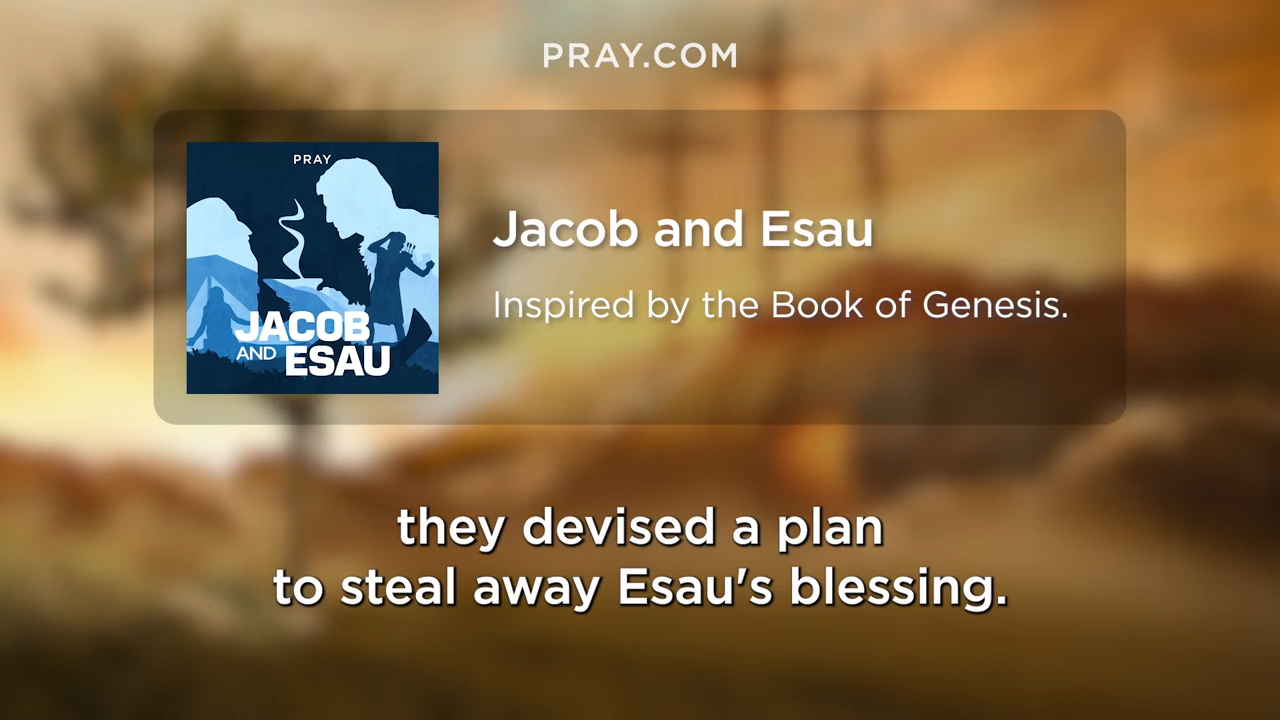 PRAY.COM
PRAY
JACOB
AND ESAU
Jacob and Esau
Inspired by the Book of Genesis.
they devised a plan
to steal away Esau's blessing.